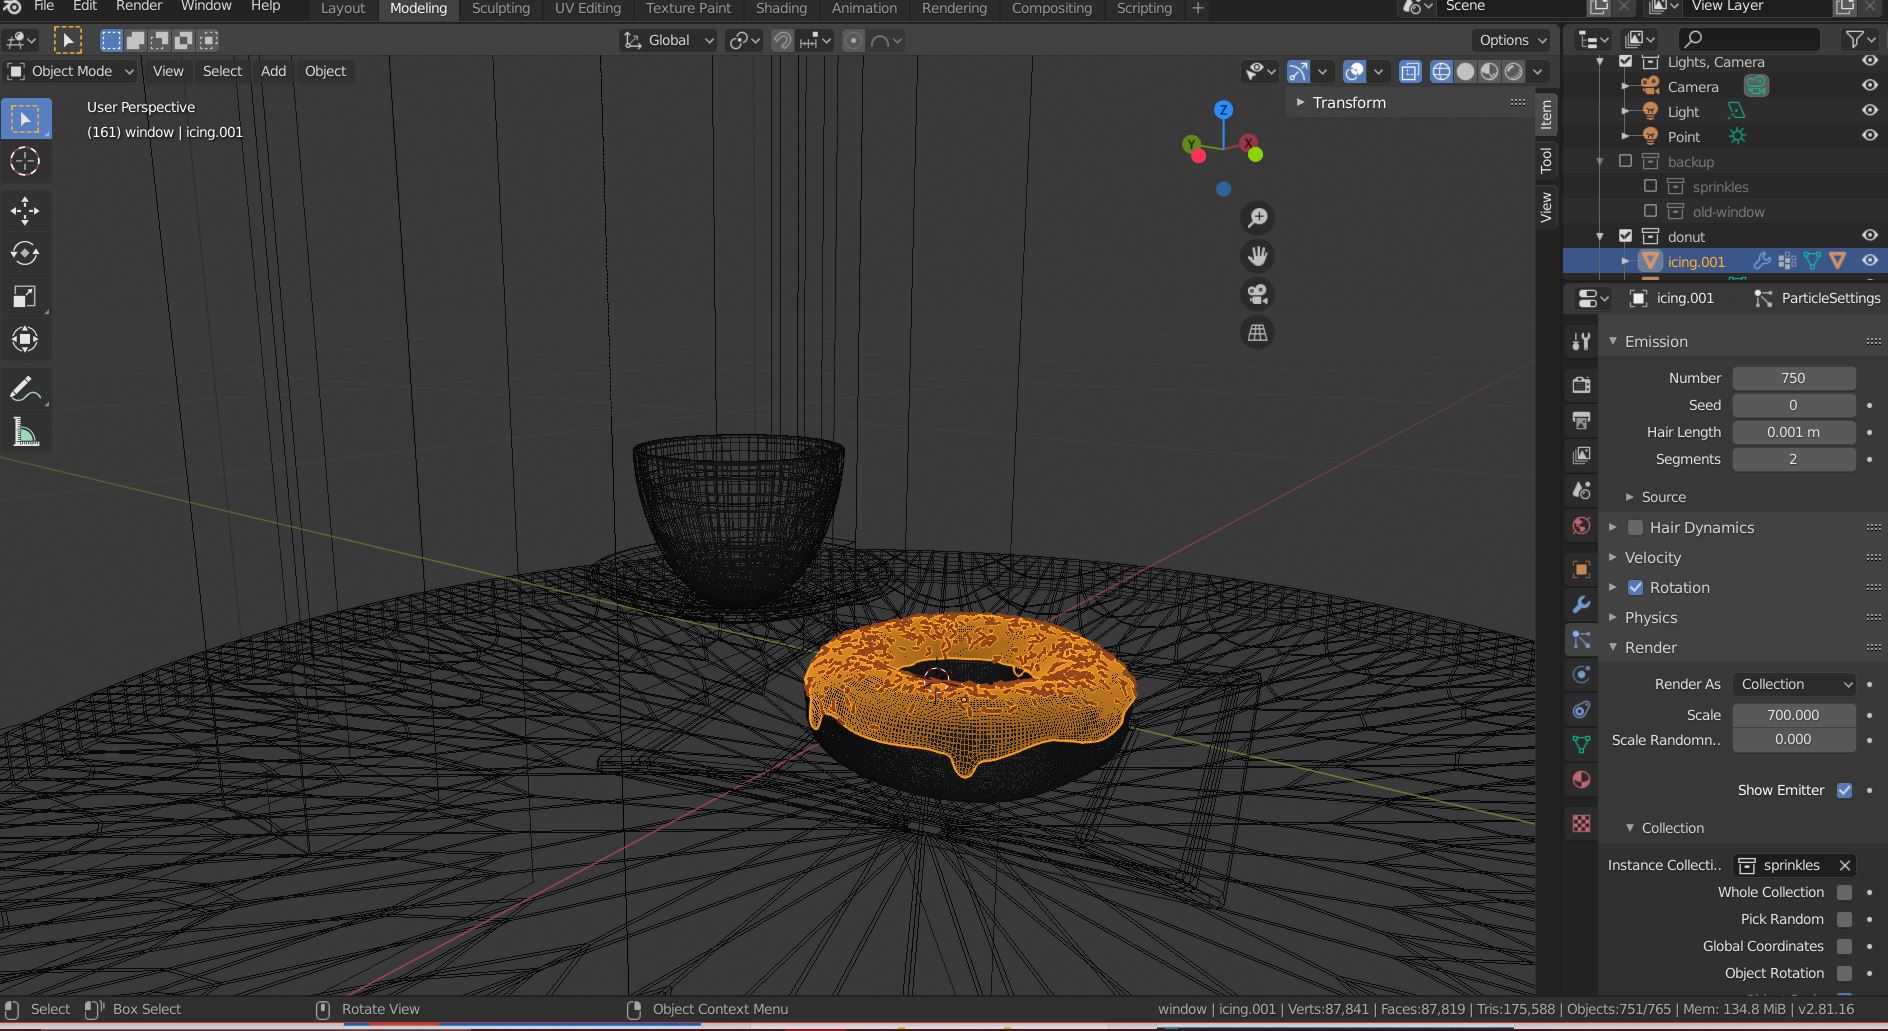 File Edit Render Window Help Layout Modeling Sculpting UV Editing Texture Paint Shading Animation Rendering Compositing Scripting + Scene View Layer
Global Options
Object Mode View Select Add Object
User Perspective
(161) window | icing.001
Z
Y X
Transform
Item
Tool
View
Lights, Camera
Camera
Light
Point
backup
sprinkles
old-window
donut
icing.001
icing.001 ParticleSettings
Emission
Number 750
Seed 0
Hair Length 0.001 m
Segments 2
Source
Hair Dynamics
Velocity
Rotation
Physics
Render
Render As Collection
Scale 700.000
Scale Randomn.. 0.000
Show Emitter
Collection
Instance Collecti.. sprinkles
Whole Collection
Pick Random
Global Coordinates
Object Rotation
Select Box Select Rotate View Object Context Menu window | icing.001 | Verts:87,841 | Faces:87,819 | Tris:175,588 | Objects:751/765 | Mem: 134.8 MiB | v2.81.16